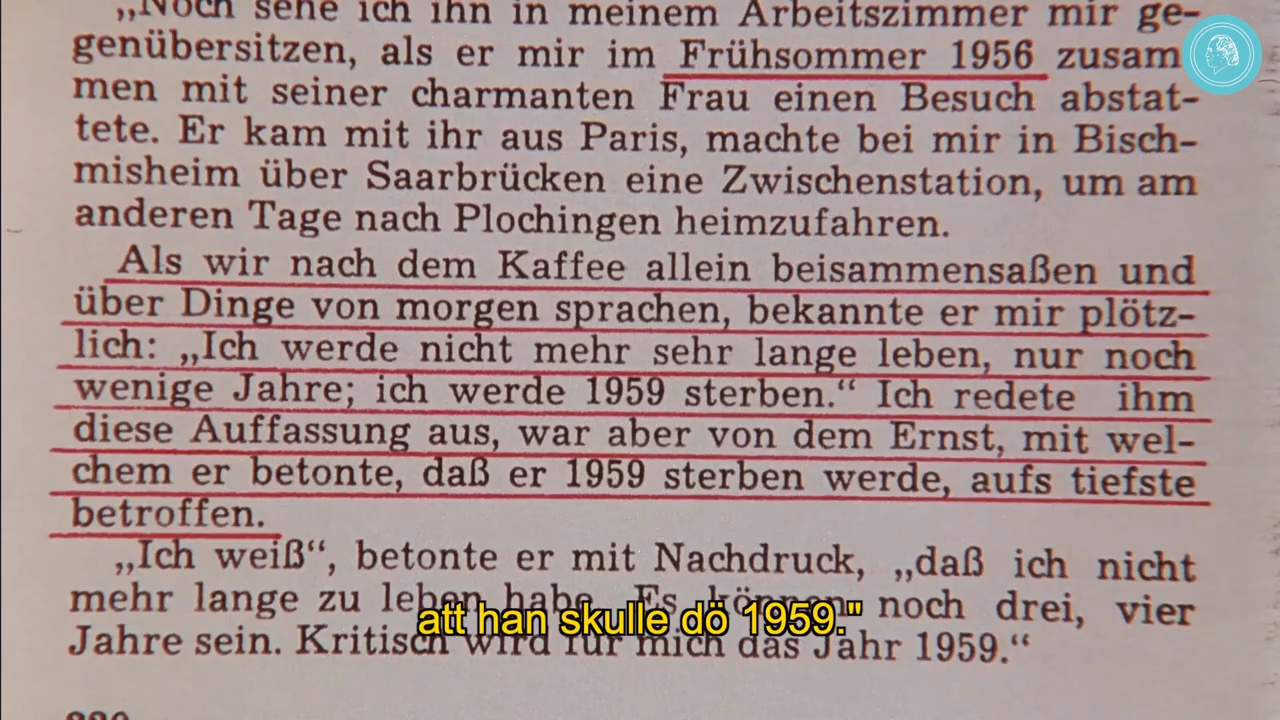 „Noch sehe ich ihn in meinem Arbeitszimmer mir ge-
genübersitzen, als er mir im Frühsommer 1956 zusam
men mit seiner charmanten Frau einen Besuch abstat-
tete. Er kam mit ihr aus Paris, machte bei mir in Bisch-
misheim über Saarbrücken eine Zwischenstation, um am
anderen Tage nach Plochingen heimzufahren.
Als wir nach dem Kaffee allein beisammensaßen und
über Dinge von morgen sprachen, bekannte er mir plötz-
lich: „Ich werde nicht mehr sehr lange leben, nur noch
wenige Jahre; ich werde 1959 sterben.“ Ich redete ihm
diese Auffassung aus, war aber von dem Ernst, mit wel-
chem er betonte, daß er 1959 sterben werde, aufs tiefste
betroffen.
„Ich weiß“, betonte er mit Nachdruck, „daß ich nicht
mehr lange zu leben habe. Es können noch drei, vier
Jahre sein. Kritisch wird für mich das Jahr 1959.“
att han skulle dö 1959."